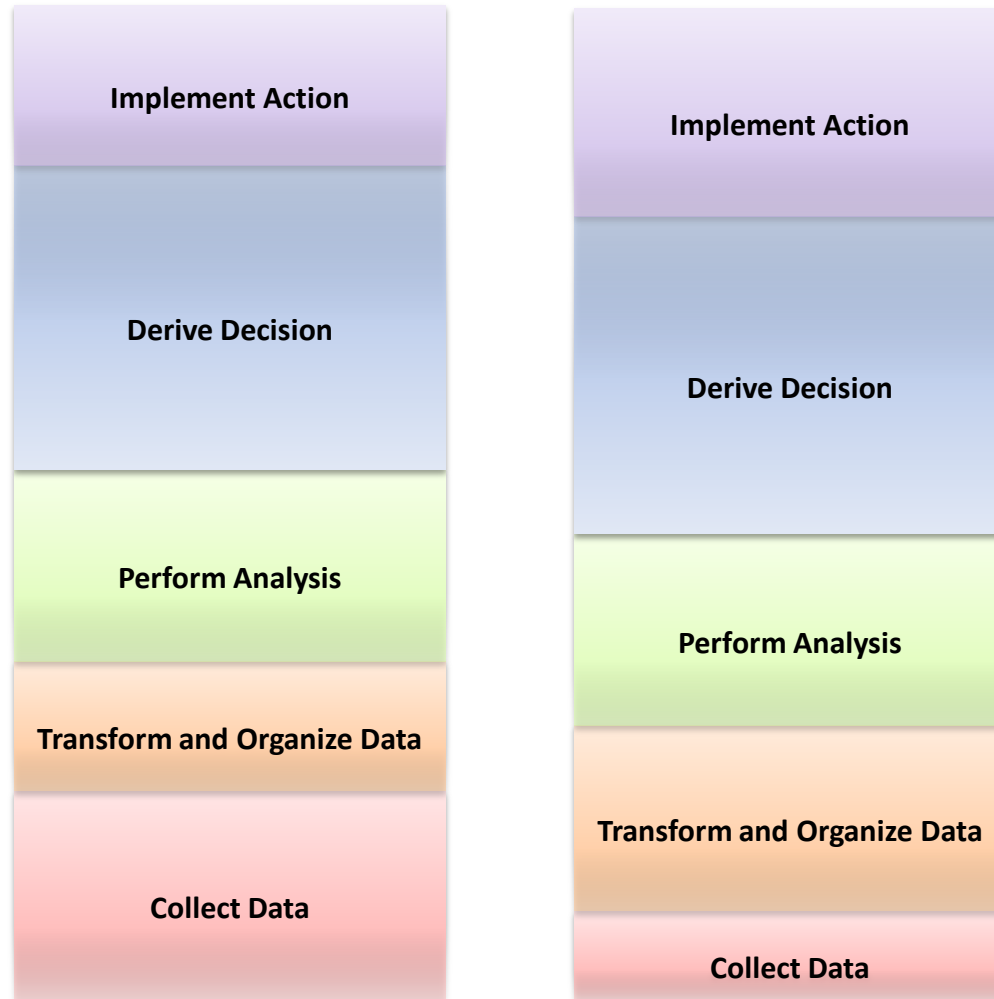 Implement Action
Derive Decision
Perform Analysis
Transform and Organize Data
Collect Data
Implement Action
Derive Decision
Perform Analysis
Transform and Organize Data
Collect Data